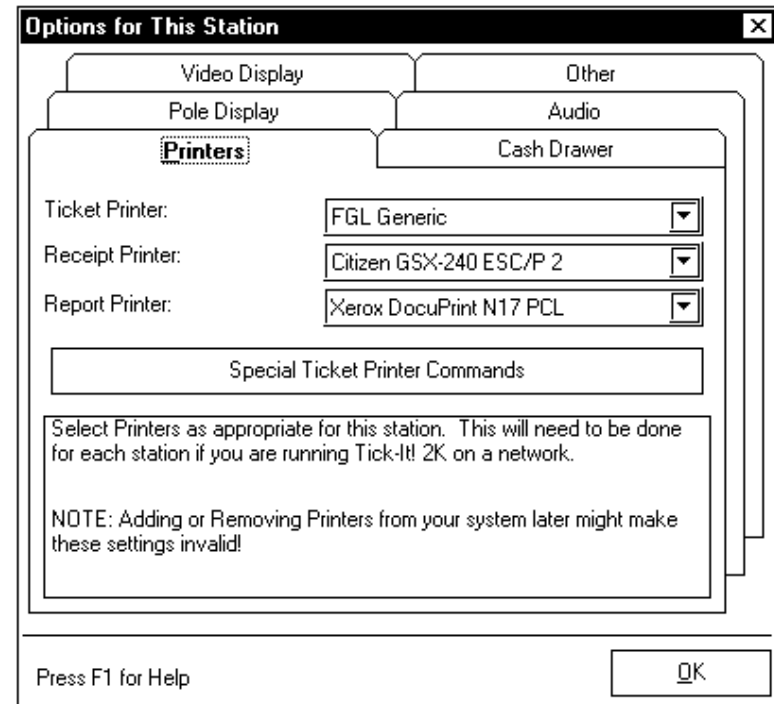 Options for This Station
Video Display
Other
Pole Display
Audio
Printers
Cash Drawer
Ticket Printer:
FGL Generic
Receipt Printer:
Citizen GSX-240 ESC/P 2
Report Printer:
Xerox DocuPrint N17 PCL
Special Ticket Printer Commands
Select Printers as appropriate for this station. This will need to be done
for each station if you are running Tick-It! 2K on a network.
NOTE: Adding or Removing Printers from your system later might make
these settings invalid!
Press F1 for Help
OK